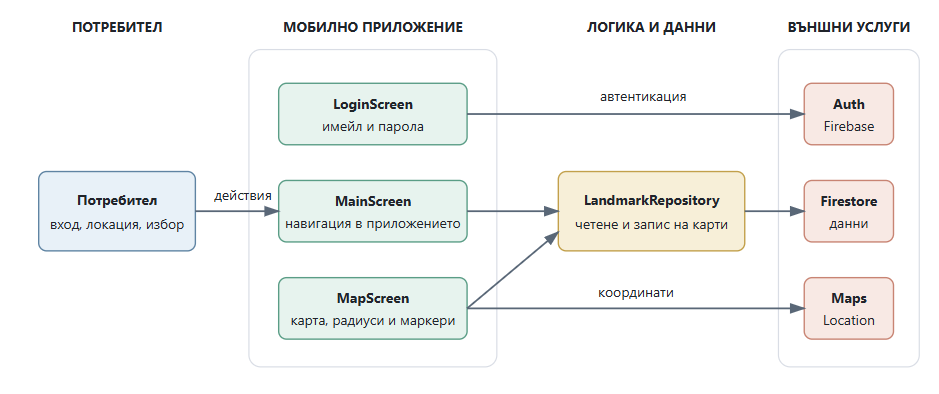 ПОТРЕБИТЕЛ
МОБИЛНО ПРИЛОЖЕНИЕ
ЛОГИКА И ДАННИ
ВЪНШНИ УСЛУГИ
LoginScreen
имейл и парола
автентикация
Auth
Firebase
Потребител
вход, локация, избор
действия
MainScreen
навигация в приложението
LandmarkRepository
четене и запис на карти
Firestore
данни
MapScreen
карта, радиуси и маркери
координати
Maps
Location